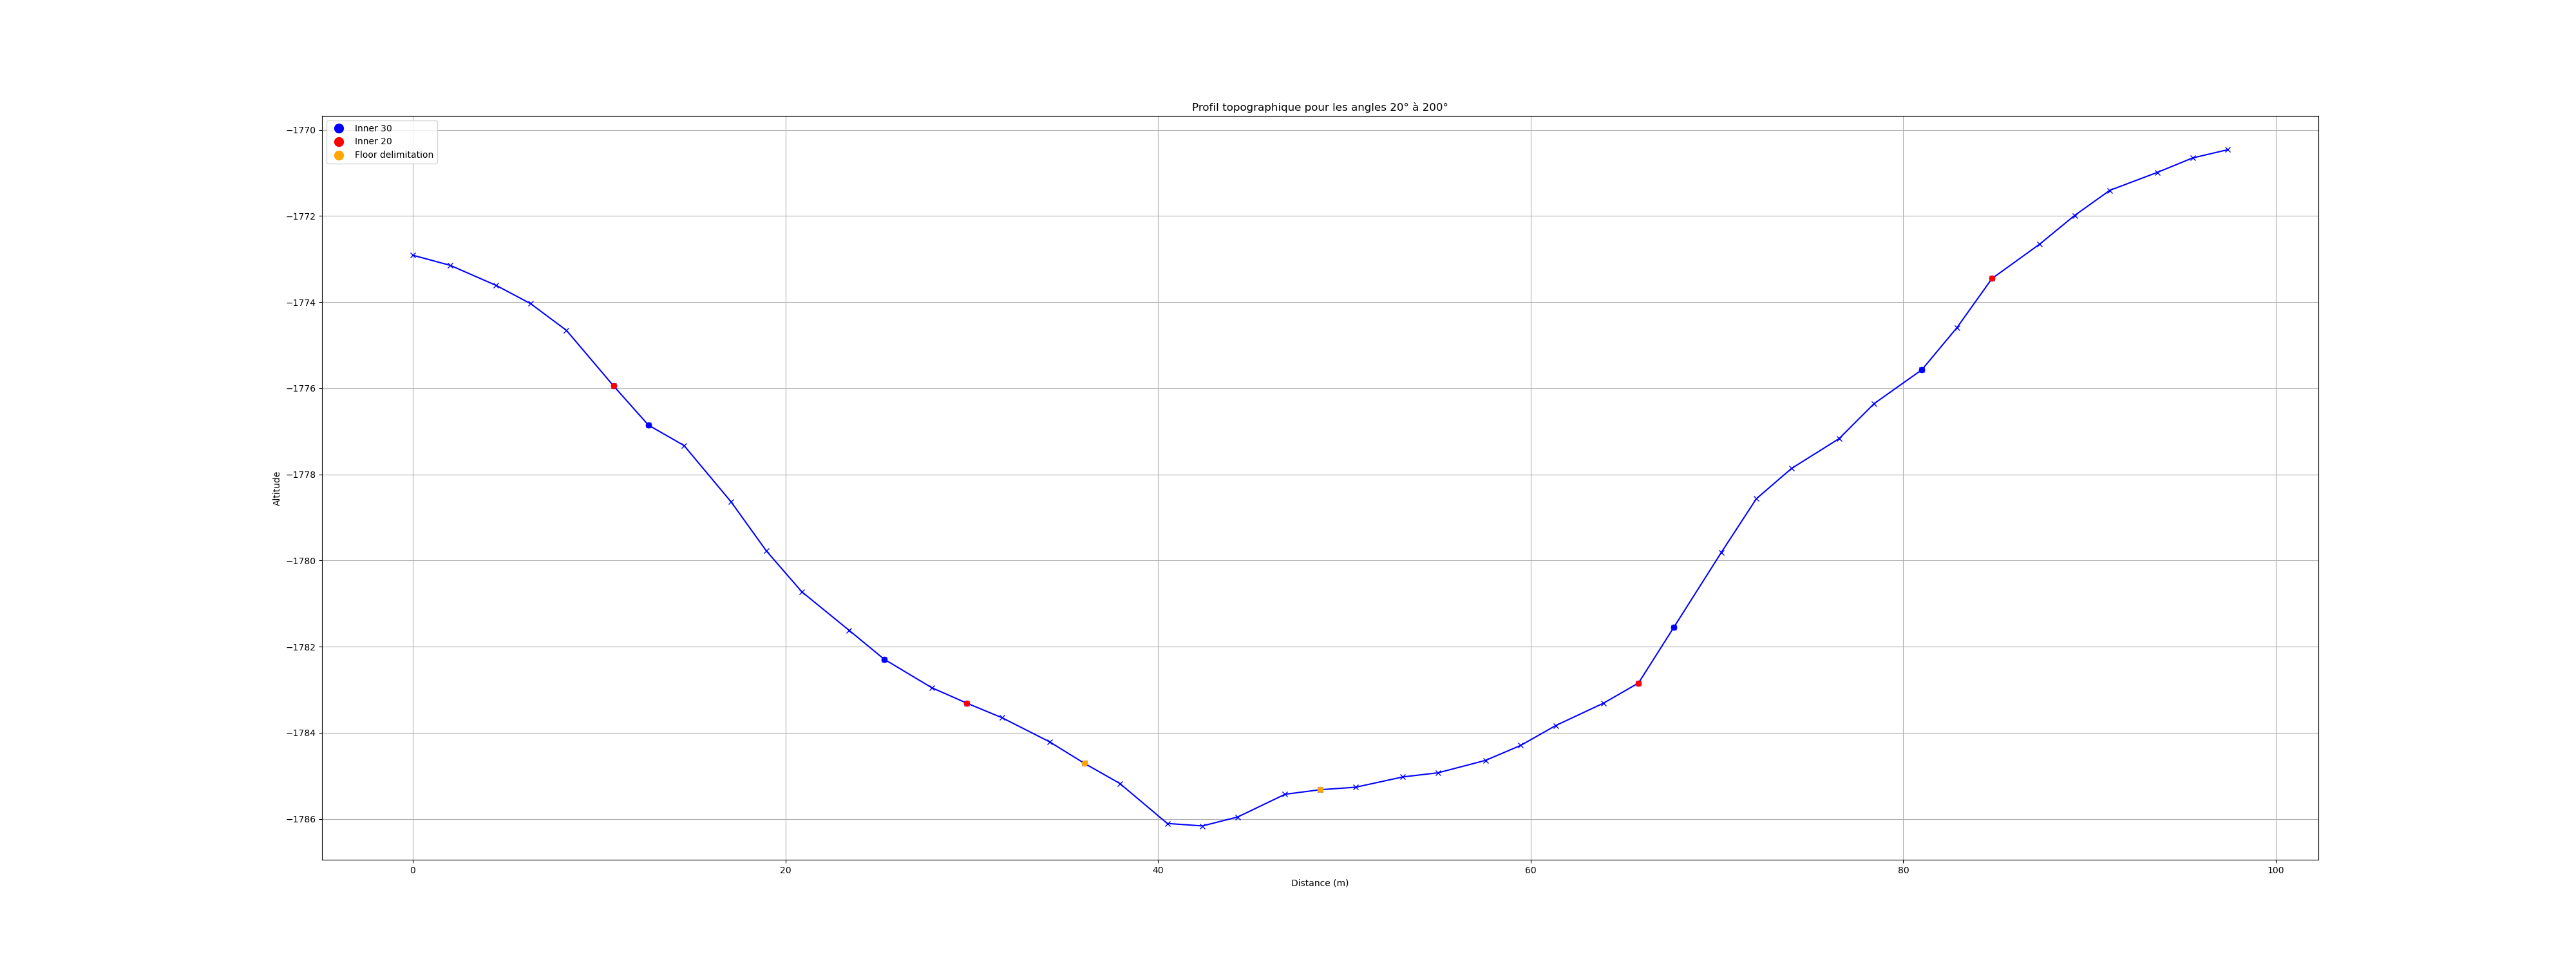 Profil topographique pour les angles 20° à 200°
Inner 30
Inner 20
Floor delimitation
−1770
−1772
−1774
−1776
−1778
−1780
−1782
−1784
−1786
Altitude
0 20 40 60 80 100
Distance (m)